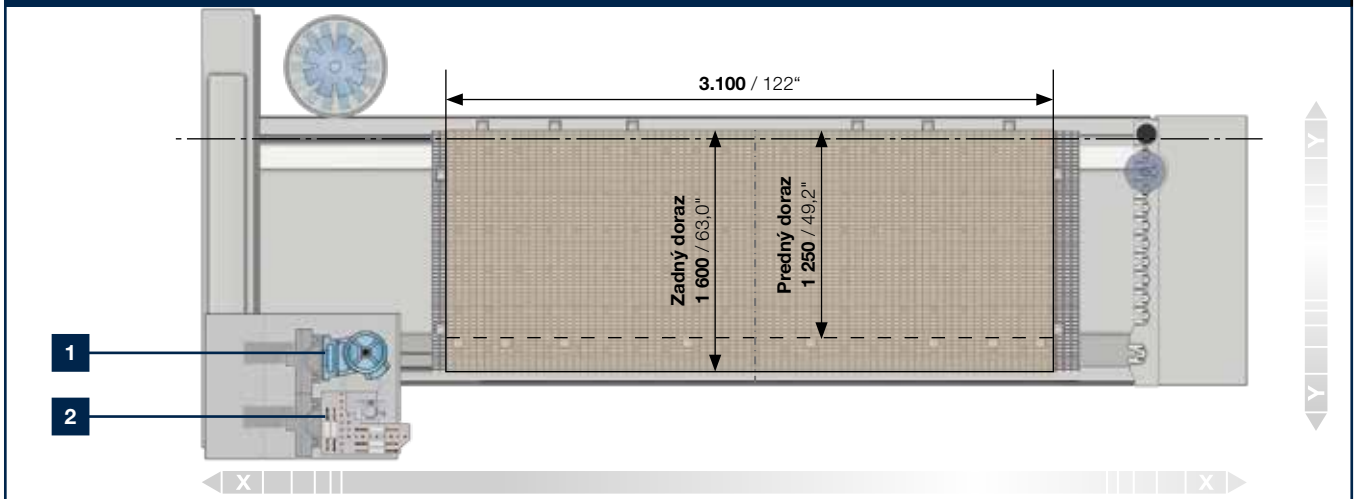 3.100 / 122“
Zadný doraz
1 600 / 63,0"
Predný doraz
1 250 / 49,2"
Y
Y
1
2
X
X